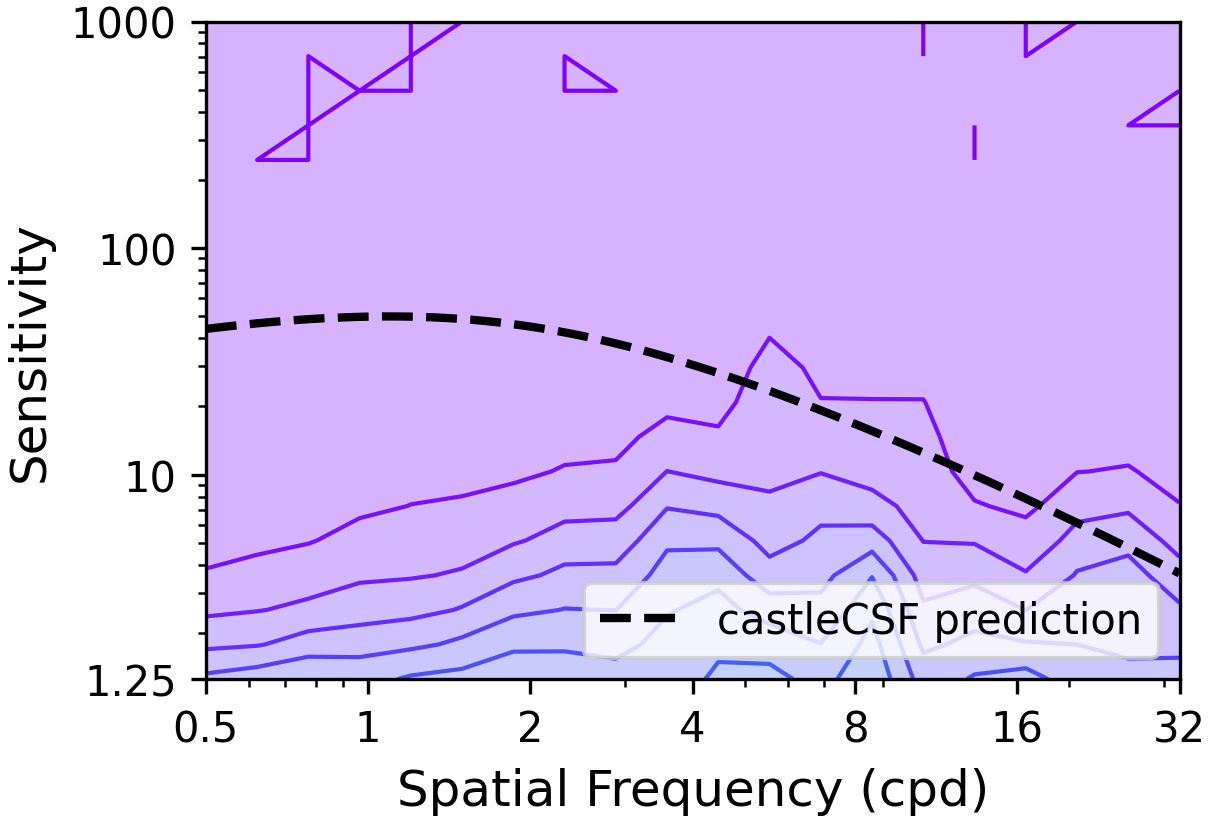 1000
100
10
1.25
Sensitivity
castleCSF prediction
0.5 1 2 4 8 16 32
Spatial Frequency (cpd)